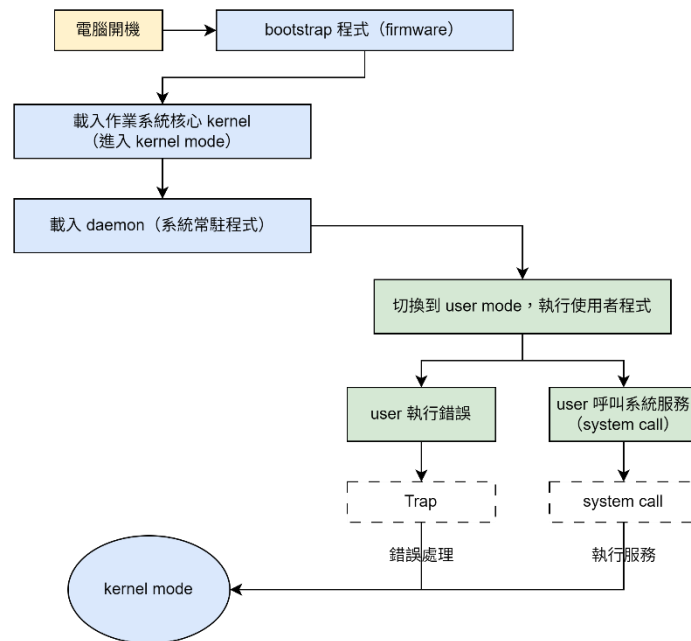 電腦開機
bootstrap 程式（firmware）
載入作業系統核心 kernel
（進入 kernel mode）
載入 daemon（系統常駐程式）
切換到 user mode，執行使用者程式
user 執行錯誤
user 呼叫系統服務
（system call）
Trap
system call
錯誤處理
執行服務
kernel mode